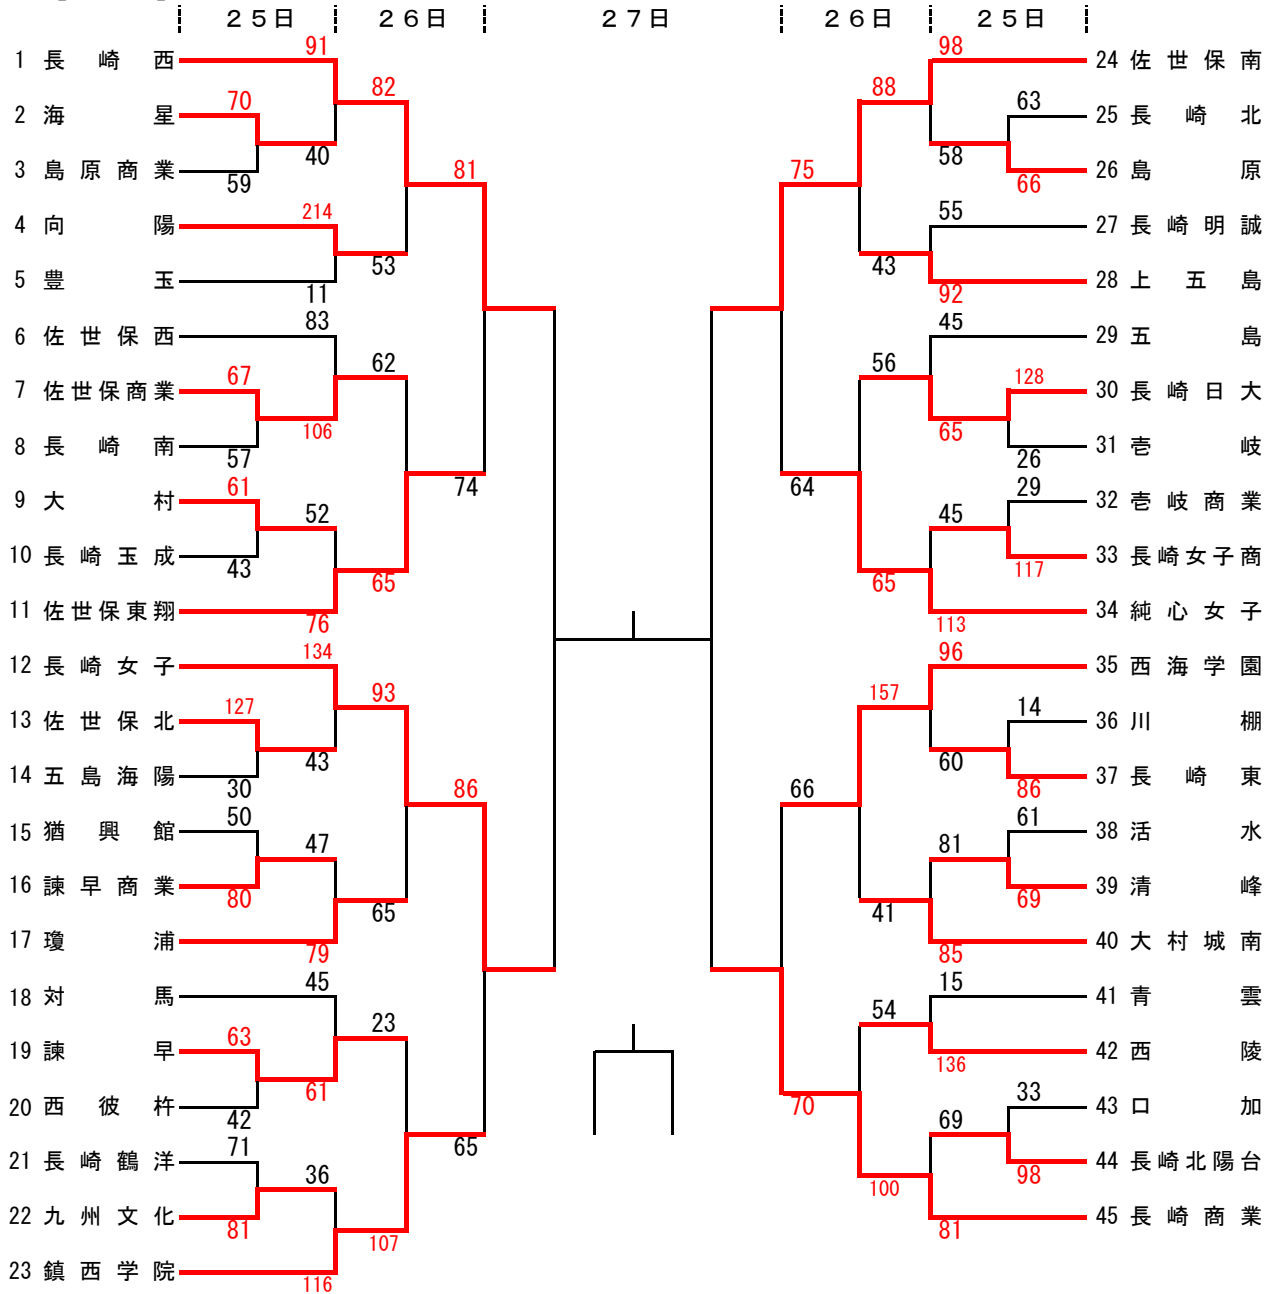 25日 26日 27日 26日 25日
1 長崎西 91 98 24 佐世保南
82 88
2 海星 70 63 25 長崎北
40 58
3 島原商業 59 81 75 66 26 島原
4 向陽 214 55 27 長崎明誠
53 43
5 豊玉 11 92 28 上五島
6 佐世保西 83 45 29 五島
62 56
7 佐世保商業 67 128 30 長崎日大
106 65
8 長崎南 57 26 31 壱岐
9 大村 61 74 64 29 32 壱岐商業
52 45
10 長崎玉成 43 117 33 長崎女子商
65 65
11 佐世保東翔 76 113 34 純心女子
12 長崎女子 134 96 35 西海学園
93 157
13 佐世保北 127 14 36 川棚
43 60
14 五島海陽 30 86 66 86 37 長崎東
15 猶興館 50 61 38 活水
47 81
16 諫早商業 80 69 39 清峰
65 41
17 瓊浦 79 85 40 大村城南
18 対馬 45 15 41 青雲
23 54
19 諫早 63 136 42 西陵
61
20 西彼杵 42 70 33 43 口加
69
21 長崎鶴洋 71 65 98 44 長崎北陽台
36 100
22 九州文化 81 81 45 長崎商業
107
23 鎮西学院 116